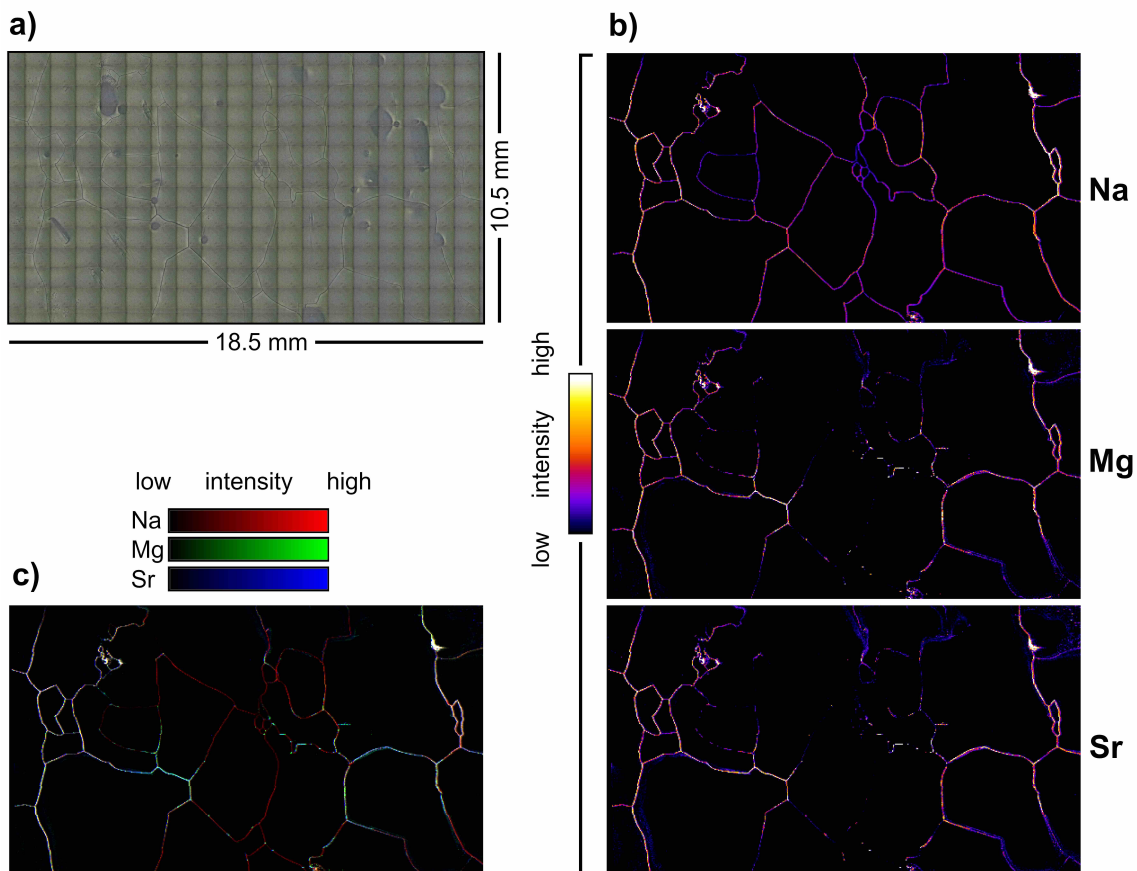 a)
10.5 mm
18.5 mm
b)
Na
Mg
Sr
low intensity high
low intensity high
Na
Mg
Sr
c)